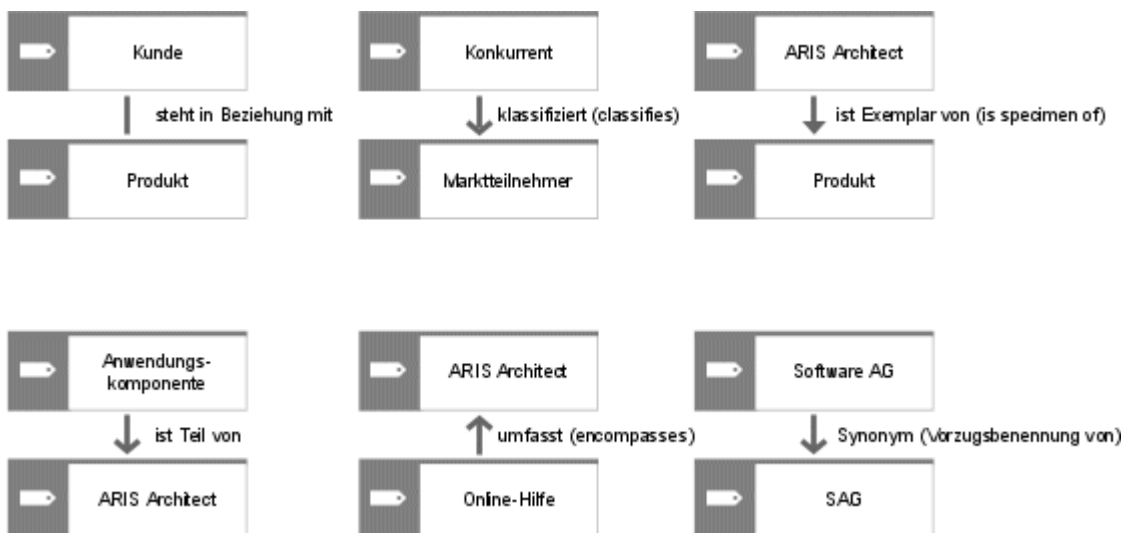 Kunde
Konkurrent
ARIS Architect
steht in Beziehung mit
klassifiziert (classifies)
ist Exemplar von (is specimen of)
Produkt
Marktteilnehmer
Produkt
Anwendungs-
komponente
ARIS Architect
Software AG
ist Teil von
umfasst (encompasses)
Synonym (Vorzugsbenennung von)
ARIS Architect
Online-Hilfe
SAG